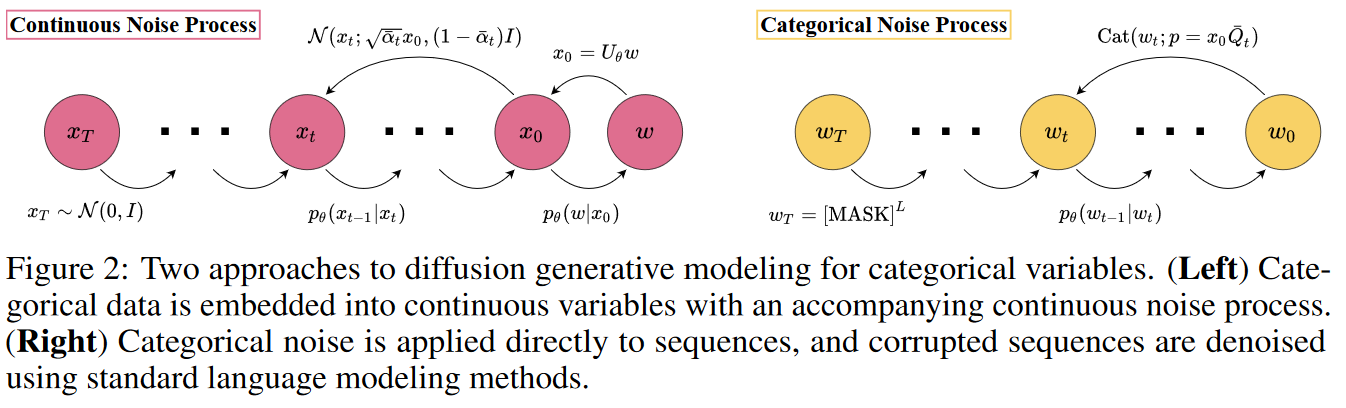 Continuous Noise Process
𝒩(x_t; √ᾱ_t x_0, (1 − ᾱ_t)I)
x_0 = U_θ w
x_T
x_t
x_0
w
x_T ∼ 𝒩(0, I)
p_θ(x_{t−1}|x_t)
p_θ(w|x_0)
Categorical Noise Process
Cat(w_t; p = x_0 Q̄_t)
w_T
w_t
w_0
w_T = [MASK]^L
p_θ(w_{t−1}|w_t)
Figure 2: Two approaches to diffusion generative modeling for categorical variables. (Left) Cate-
gorical data is embedded into continuous variables with an accompanying continuous noise process.
(Right) Categorical noise is applied directly to sequences, and corrupted sequences are denoised
using standard language modeling methods.